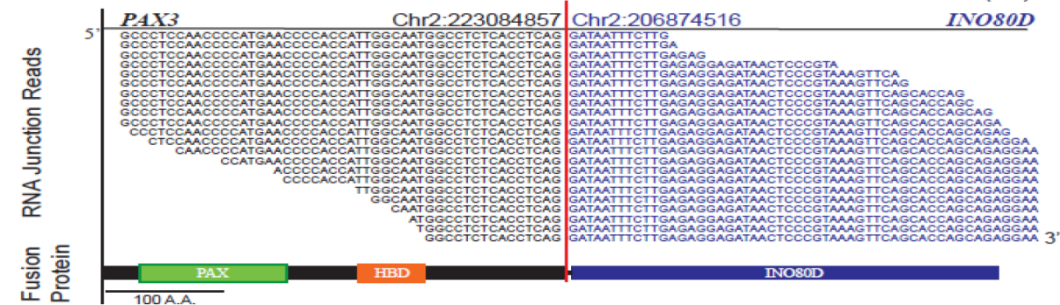 PAX3 Chr2:223084857 Chr2:206874516 INO80D
5' GCCCTCCAACCCCATGAACCCCACCATTGGCAATGGCCTCTCACCTCAG GATAATTTCTTG
GCCCTCCAACCCCATGAACCCCACCATTGGCAATGGCCTCTCACCTCAG GATAATTTCTTGA
GCCCTCCAACCCCATGAACCCCACCATTGGCAATGGCCTCTCACCTCAG GATAATTTCTTGAGAG
GCCCTCCAACCCCATGAACCCCACCATTGGCAATGGCCTCTCACCTCAG GATAATTTCTTGAGAGGAGATAACTCCCGTA
GCCCTCCAACCCCATGAACCCCACCATTGGCAATGGCCTCTCACCTCAG GATAATTTCTTGAGAGGAGATAACTCCCGTAAAGTTCA
GCCCTCCAACCCCATGAACCCCACCATTGGCAATGGCCTCTCACCTCAG GATAATTTCTTGAGAGGAGATAACTCCCGTAAAGTTCAG
GCCCTCCAACCCCATGAACCCCACCATTGGCAATGGCCTCTCACCTCAG GATAATTTCTTGAGAGGAGATAACTCCCGTAAAGTTCAGCACCAG
GCCCTCCAACCCCATGAACCCCACCATTGGCAATGGCCTCTCACCTCAG GATAATTTCTTGAGAGGAGATAACTCCCGTAAAGTTCAGCACCAGC
GCCCTCCAACCCCATGAACCCCACCATTGGCAATGGCCTCTCACCTCAG GATAATTTCTTGAGAGGAGATAACTCCCGTAAAGTTCAGCACCAGCAG
GCCCTCCAACCCCATGAACCCCACCATTGGCAATGGCCTCTCACCTCAG GATAATTTCTTGAGAGGAGATAACTCCCGTAAAGTTCAGCACCAGCAGA
CCCTCCAACCCCATGAACCCCACCATTGGCAATGGCCTCTCACCTCAG GATAATTTCTTGAGAGGAGATAACTCCCGTAAAGTTCAGCACCAGCAGAG
CTCCAACCCCATGAACCCCACCATTGGCAATGGCCTCTCACCTCAG GATAATTTCTTGAGAGGAGATAACTCCCGTAAAGTTCAGCACCAGCAGAGGA
CAACCCCATGAACCCCACCATTGGCAATGGCCTCTCACCTCAG GATAATTTCTTGAGAGGAGATAACTCCCGTAAAGTTCAGCACCAGCAGAGGAA
CCATGAACCCCACCATTGGCAATGGCCTCTCACCTCAG GATAATTTCTTGAGAGGAGATAACTCCCGTAAAGTTCAGCACCAGCAGAGGAA
ACCCCACCATTGGCAATGGCCTCTCACCTCAG GATAATTTCTTGAGAGGAGATAACTCCCGTAAAGTTCAGCACCAGCAGAGGAA
CCCCACCATTGGCAATGGCCTCTCACCTCAG GATAATTTCTTGAGAGGAGATAACTCCCGTAAAGTTCAGCACCAGCAGAGGAA
TTGGCAATGGCCTCTCACCTCAG GATAATTTCTTGAGAGGAGATAACTCCCGTAAAGTTCAGCACCAGCAGAGGAA
GGCAATGGCCTCTCACCTCAG GATAATTTCTTGAGAGGAGATAACTCCCGTAAAGTTCAGCACCAGCAGAGGAA
CAATGGCCTCTCACCTCAG GATAATTTCTTGAGAGGAGATAACTCCCGTAAAGTTCAGCACCAGCAGAGGAA
ATGGCCTCTCACCTCAG GATAATTTCTTGAGAGGAGATAACTCCCGTAAAGTTCAGCACCAGCAGAGGAA
TGGCCTCTCACCTCAG GATAATTTCTTGAGAGGAGATAACTCCCGTAAAGTTCAGCACCAGCAGAGGAA
GGCCTCTCACCTCAG GATAATTTCTTGAGAGGAGATAACTCCCGTAAAGTTCAGCACCAGCAGAGGAA 3'
RNA Junction Reads
Fusion
Protein
PAX HBD INO80D
100 A.A.